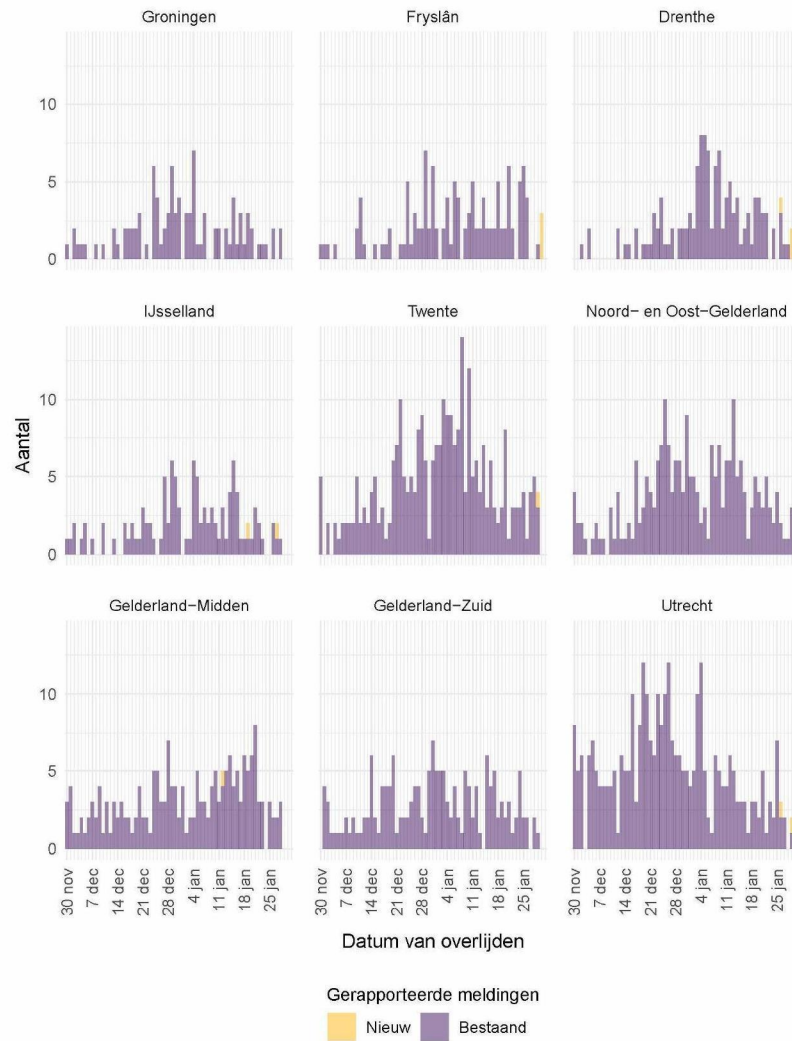 Groningen
Fryslân
Drenthe
10
5
0
IJsselland
Twente
Noord- en Oost-Gelderland
10
5
0
Gelderland-Midden
Gelderland-Zuid
Utrecht
10
5
0
Aantal
30 nov
7 dec
14 dec
21 dec
28 dec
4 jan
11 jan
18 jan
25 jan
30 nov
7 dec
14 dec
21 dec
28 dec
4 jan
11 jan
18 jan
25 jan
30 nov
7 dec
14 dec
21 dec
28 dec
4 jan
11 jan
18 jan
25 jan
Datum van overlijden
Gerapporteerde meldingen
Nieuw Bestaand